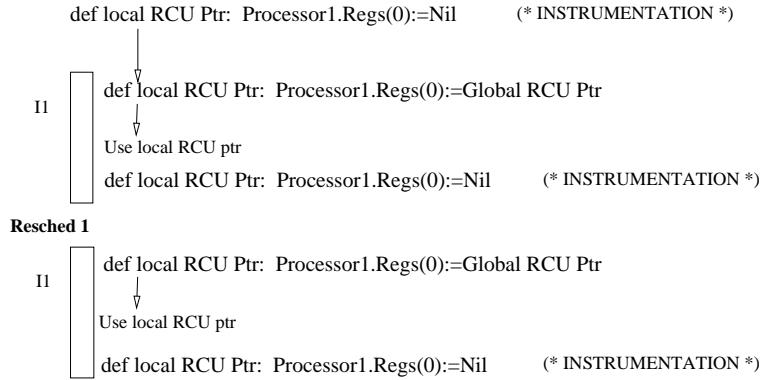 def local RCU Ptr: Processor1.Regs(0):=Nil (* INSTRUMENTATION *)
def local RCU Ptr: Processor1.Regs(0):=Global RCU Ptr
I1
Use local RCU ptr
def local RCU Ptr: Processor1.Regs(0):=Nil (* INSTRUMENTATION *)
Resched 1
def local RCU Ptr: Processor1.Regs(0):=Global RCU Ptr
I1
Use local RCU ptr
def local RCU Ptr: Processor1.Regs(0):=Nil (* INSTRUMENTATION *)